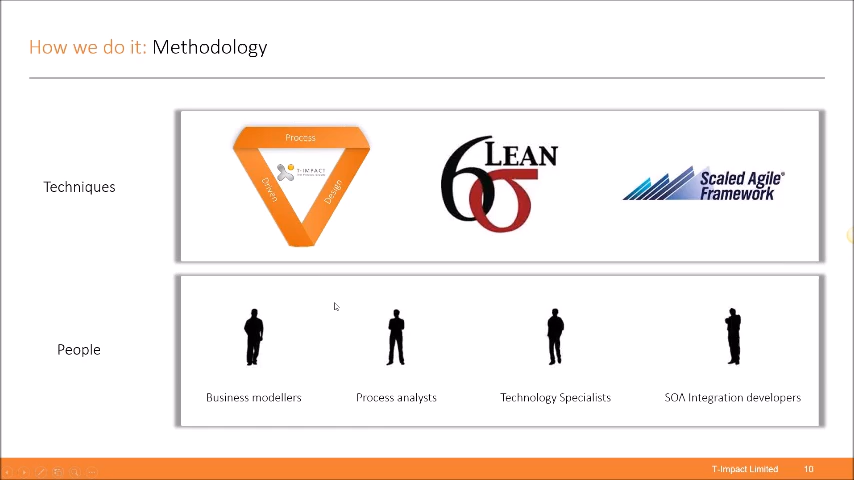 How we do it: Methodology
Techniques
Process
Driven
Design
T-IMPACT
6σ LEAN
Scaled Agile®
Framework
People
Business modellers
Process analysts
Technology Specialists
SOA Integration developers
T-Impact Limited 10